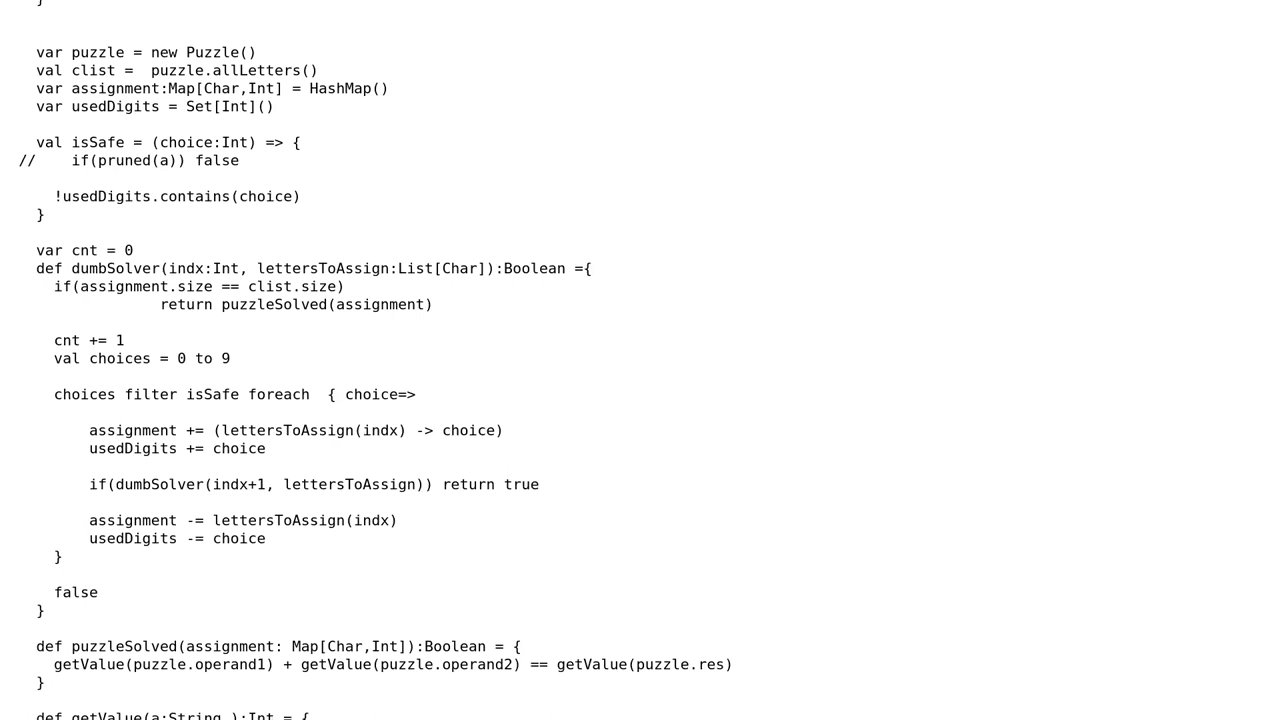 }
var puzzle = new Puzzle()
val clist =  puzzle.allLetters()
var assignment:Map[Char,Int] = HashMap()
var usedDigits = Set[Int]()
val isSafe = (choice:Int) => {
//    if(pruned(a)) false
!usedDigits.contains(choice)
}
var cnt = 0
def dumbSolver(indx:Int, lettersToAssign:List[Char]):Boolean ={
if(assignment.size == clist.size)
return puzzleSolved(assignment)
cnt += 1
val choices = 0 to 9
choices filter isSafe foreach  { choice=>
assignment += (lettersToAssign(indx) -> choice)
usedDigits += choice
if(dumbSolver(indx+1, lettersToAssign)) return true
assignment -= lettersToAssign(indx)
usedDigits -= choice
}
false
}
def puzzleSolved(assignment: Map[Char,Int]):Boolean = {
getValue(puzzle.operand1) + getValue(puzzle.operand2) == getValue(puzzle.res)
}
def getValue(a:String ):Int = {